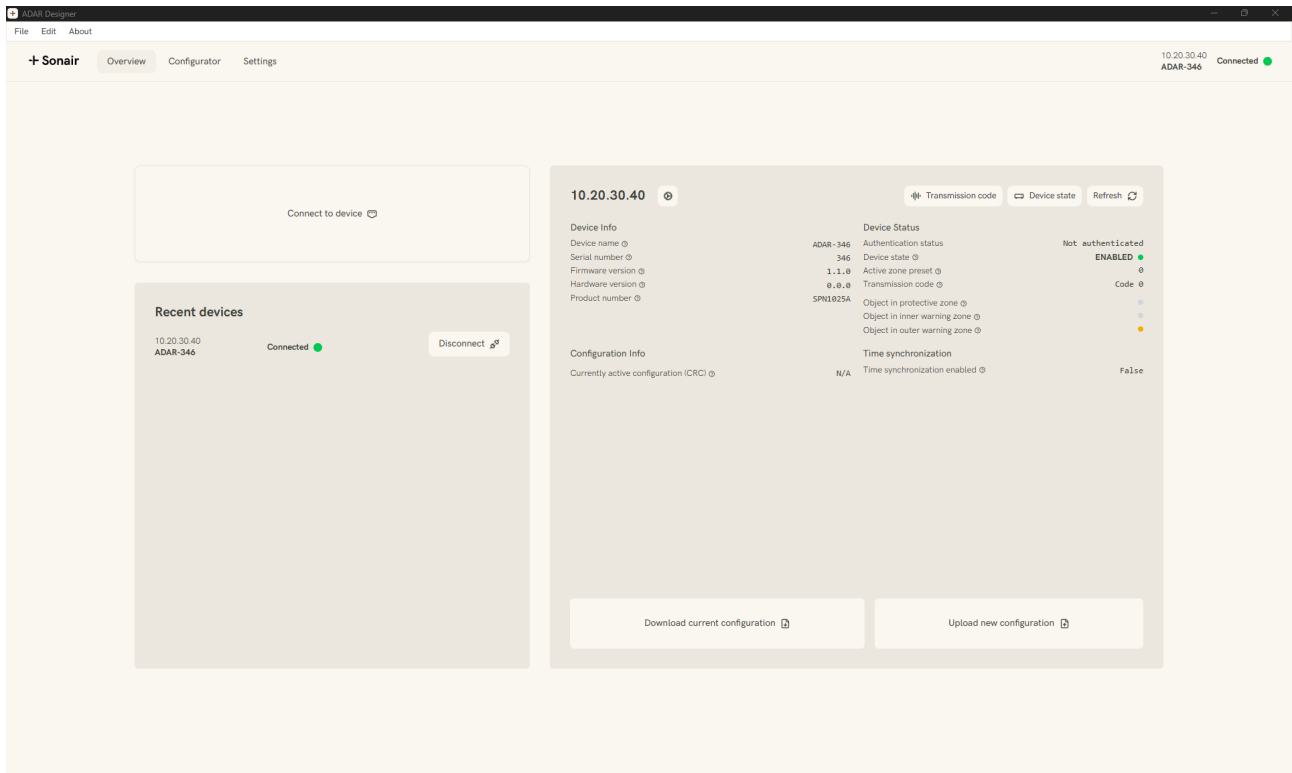 ADAR Designer
File Edit About
Sonair Overview Configurator Settings
10.20.30.40
ADAR-346
Connected
Connect to device
Recent devices
10.20.30.40
ADAR-346
Connected
Disconnect
10.20.30.40
Transmission code
Device state
Refresh
Device Info
Device name ADAR-346
Serial number 346
Firmware version 1.1.0
Hardware version 0.0.0
Product number SPN1025A
Device Status
Authentication status Not authenticated
Device state ENABLED
Active zone preset 0
Transmission code Code 0
Object in protective zone
Object in inner warning zone
Object in outer warning zone
Configuration Info
Currently active configuration (CRC) N/A
Time synchronization
Time synchronization enabled False
Download current configuration
Upload new configuration